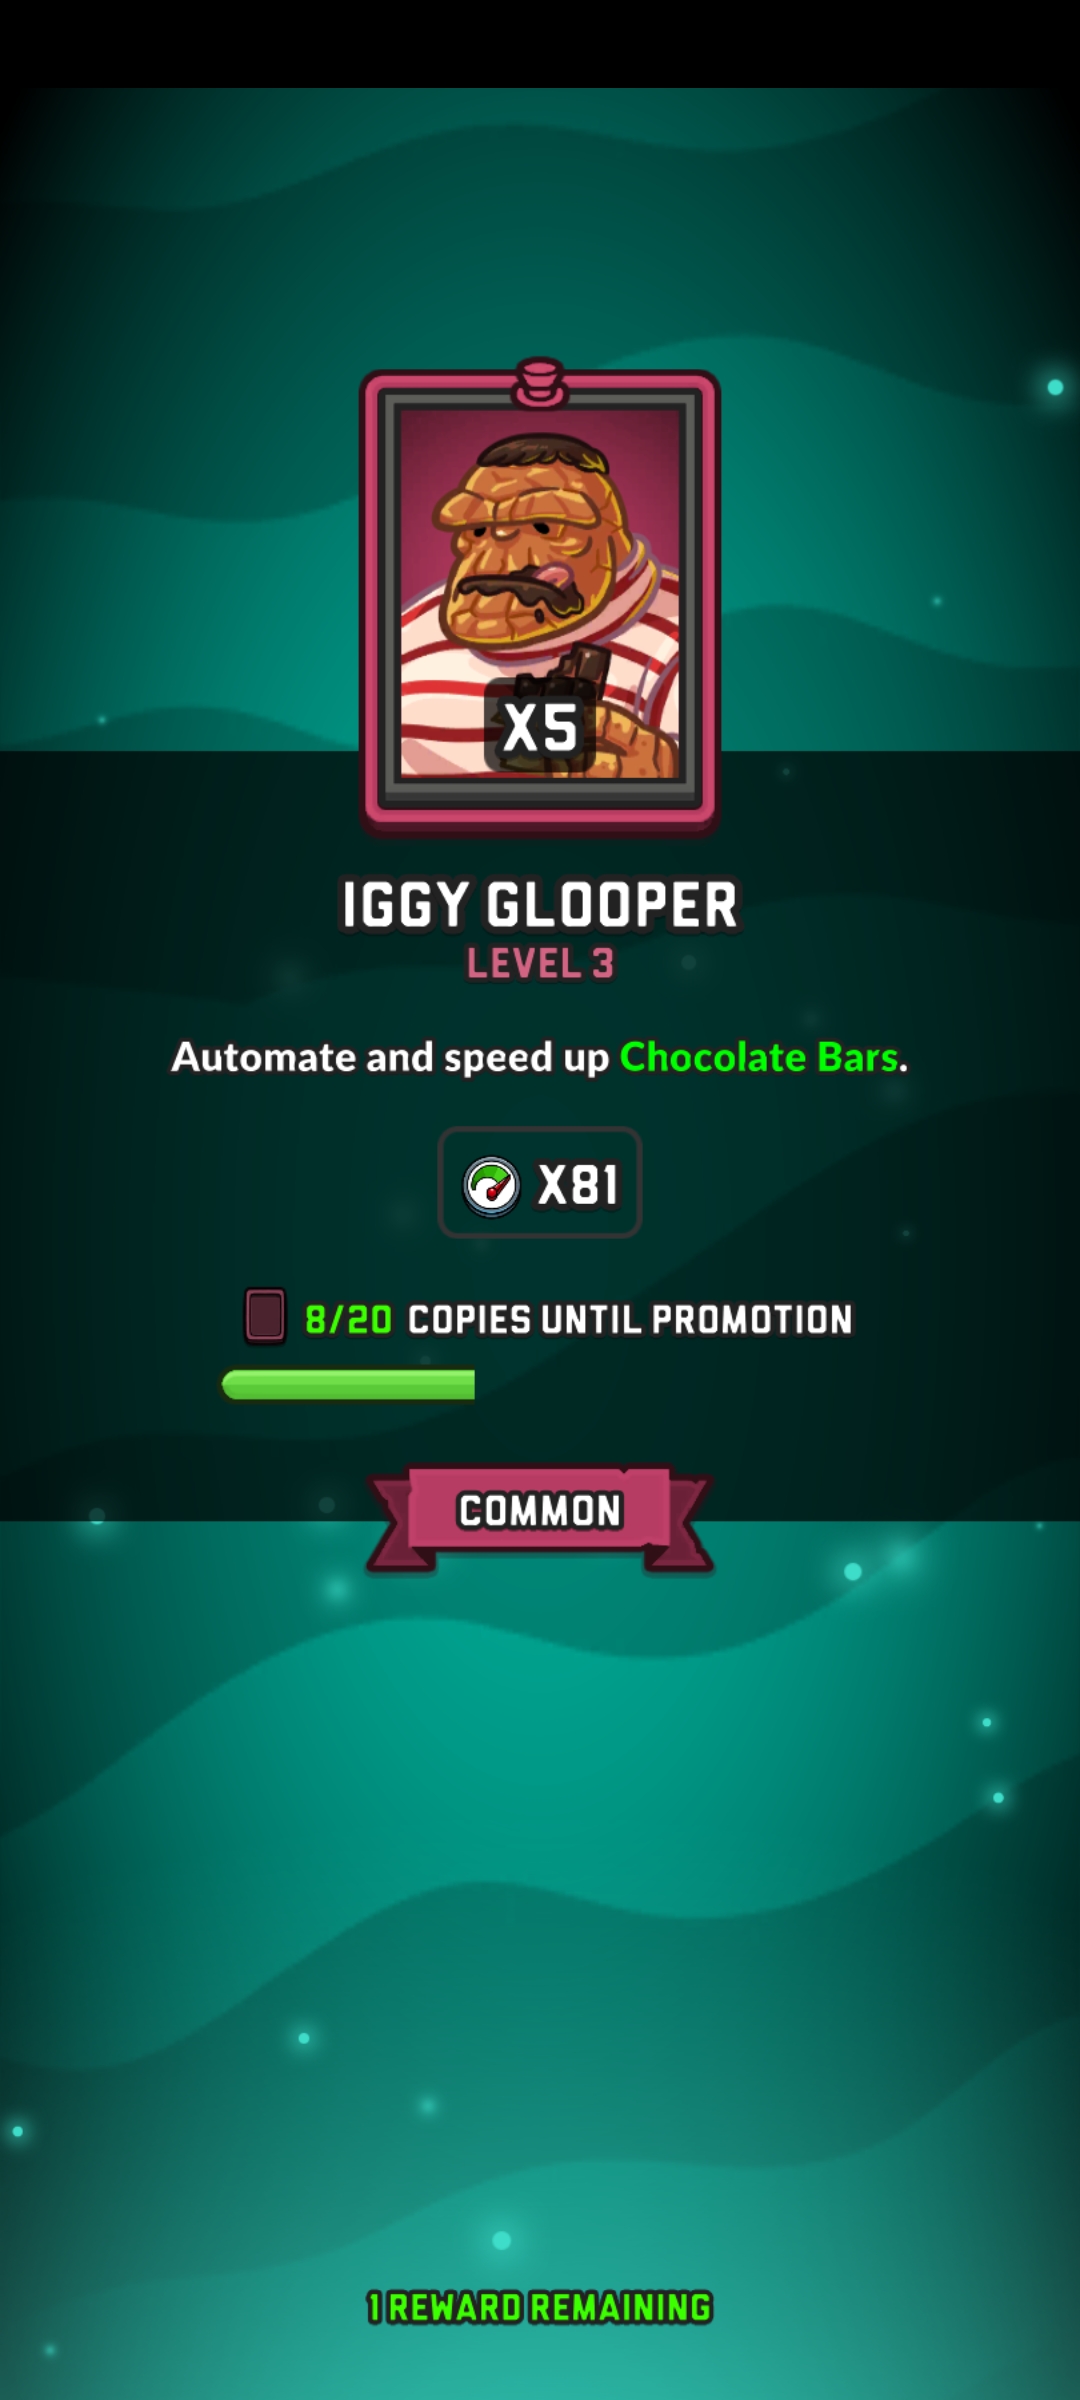 X5
IGGY GLOOPER
LEVEL 3
Automate and speed up Chocolate Bars.
X81
8/20 COPIES UNTIL PROMOTION
COMMON
1 REWARD REMAINING